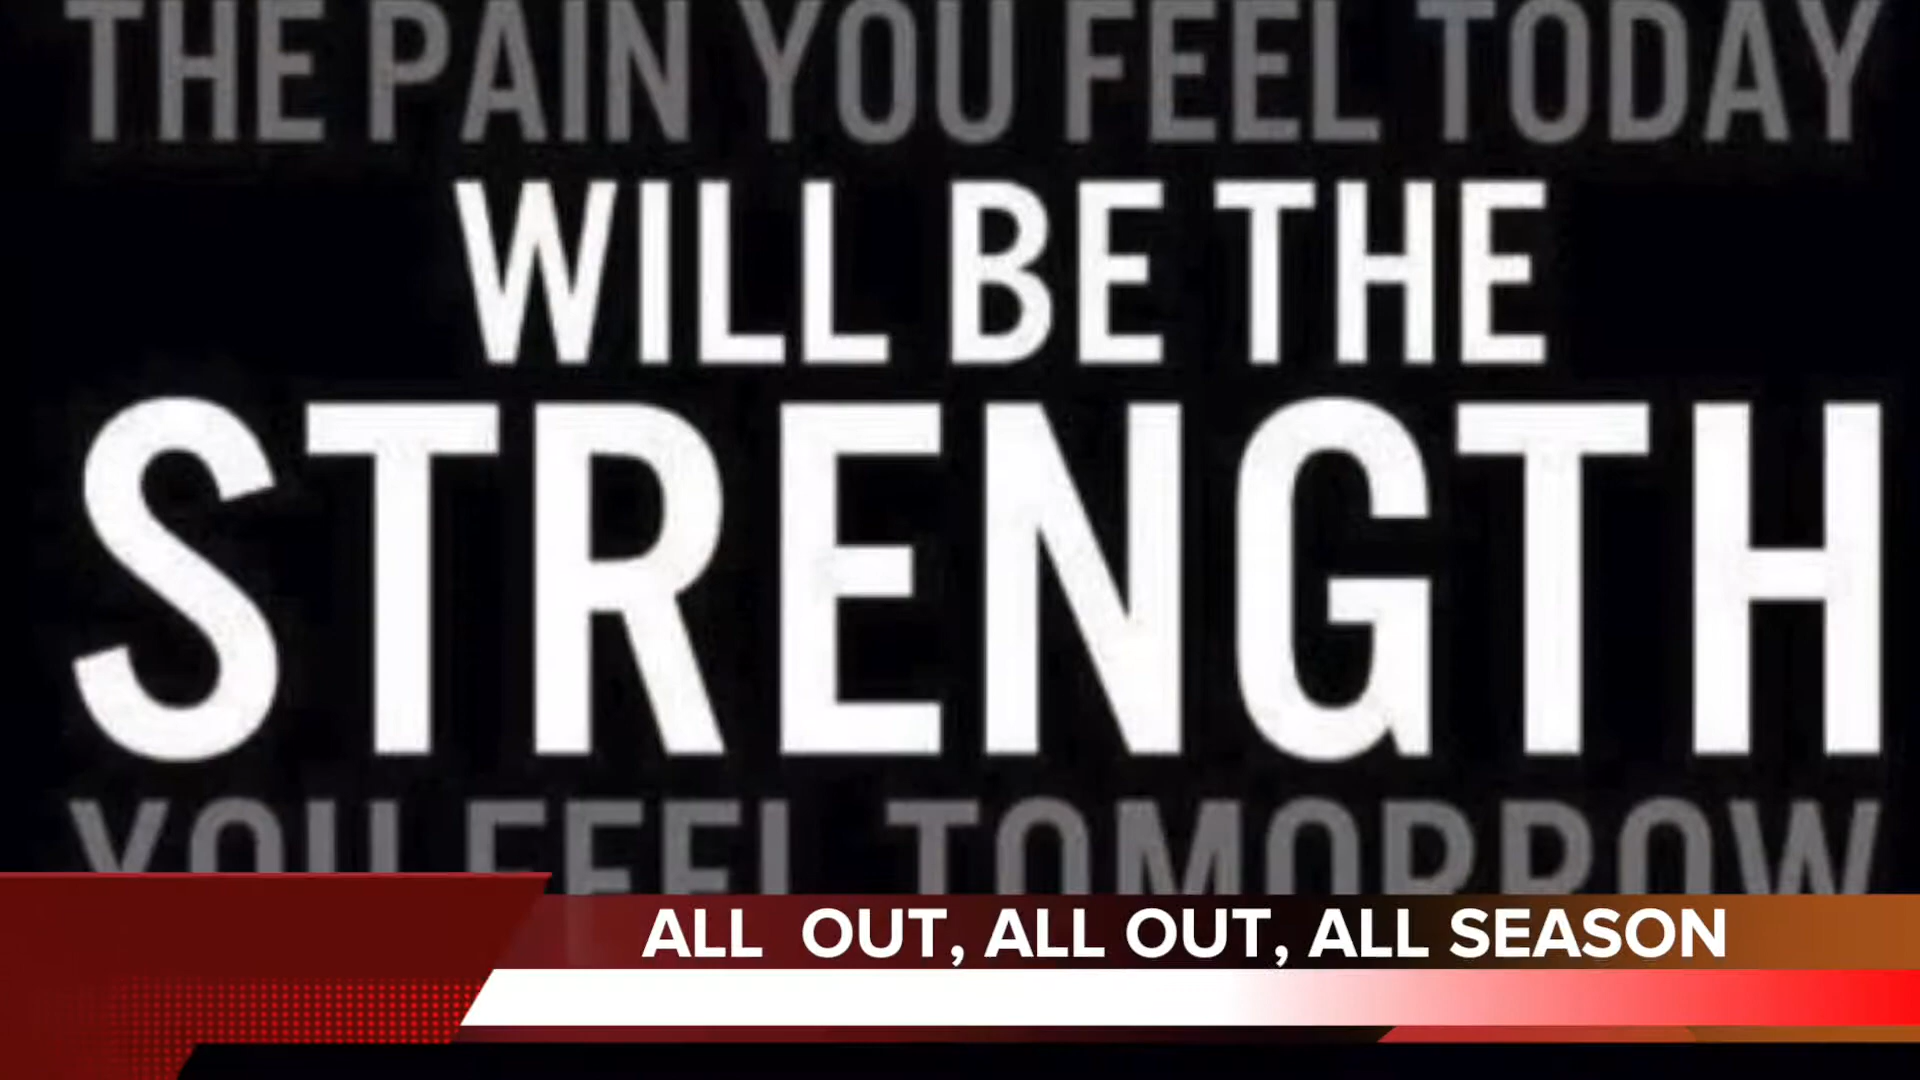 THE PAIN YOU FEEL TODAY
WILL BE THE
STRENGTH
YOU FEEL TOMORROW
ALL  OUT, ALL OUT, ALL SEASON